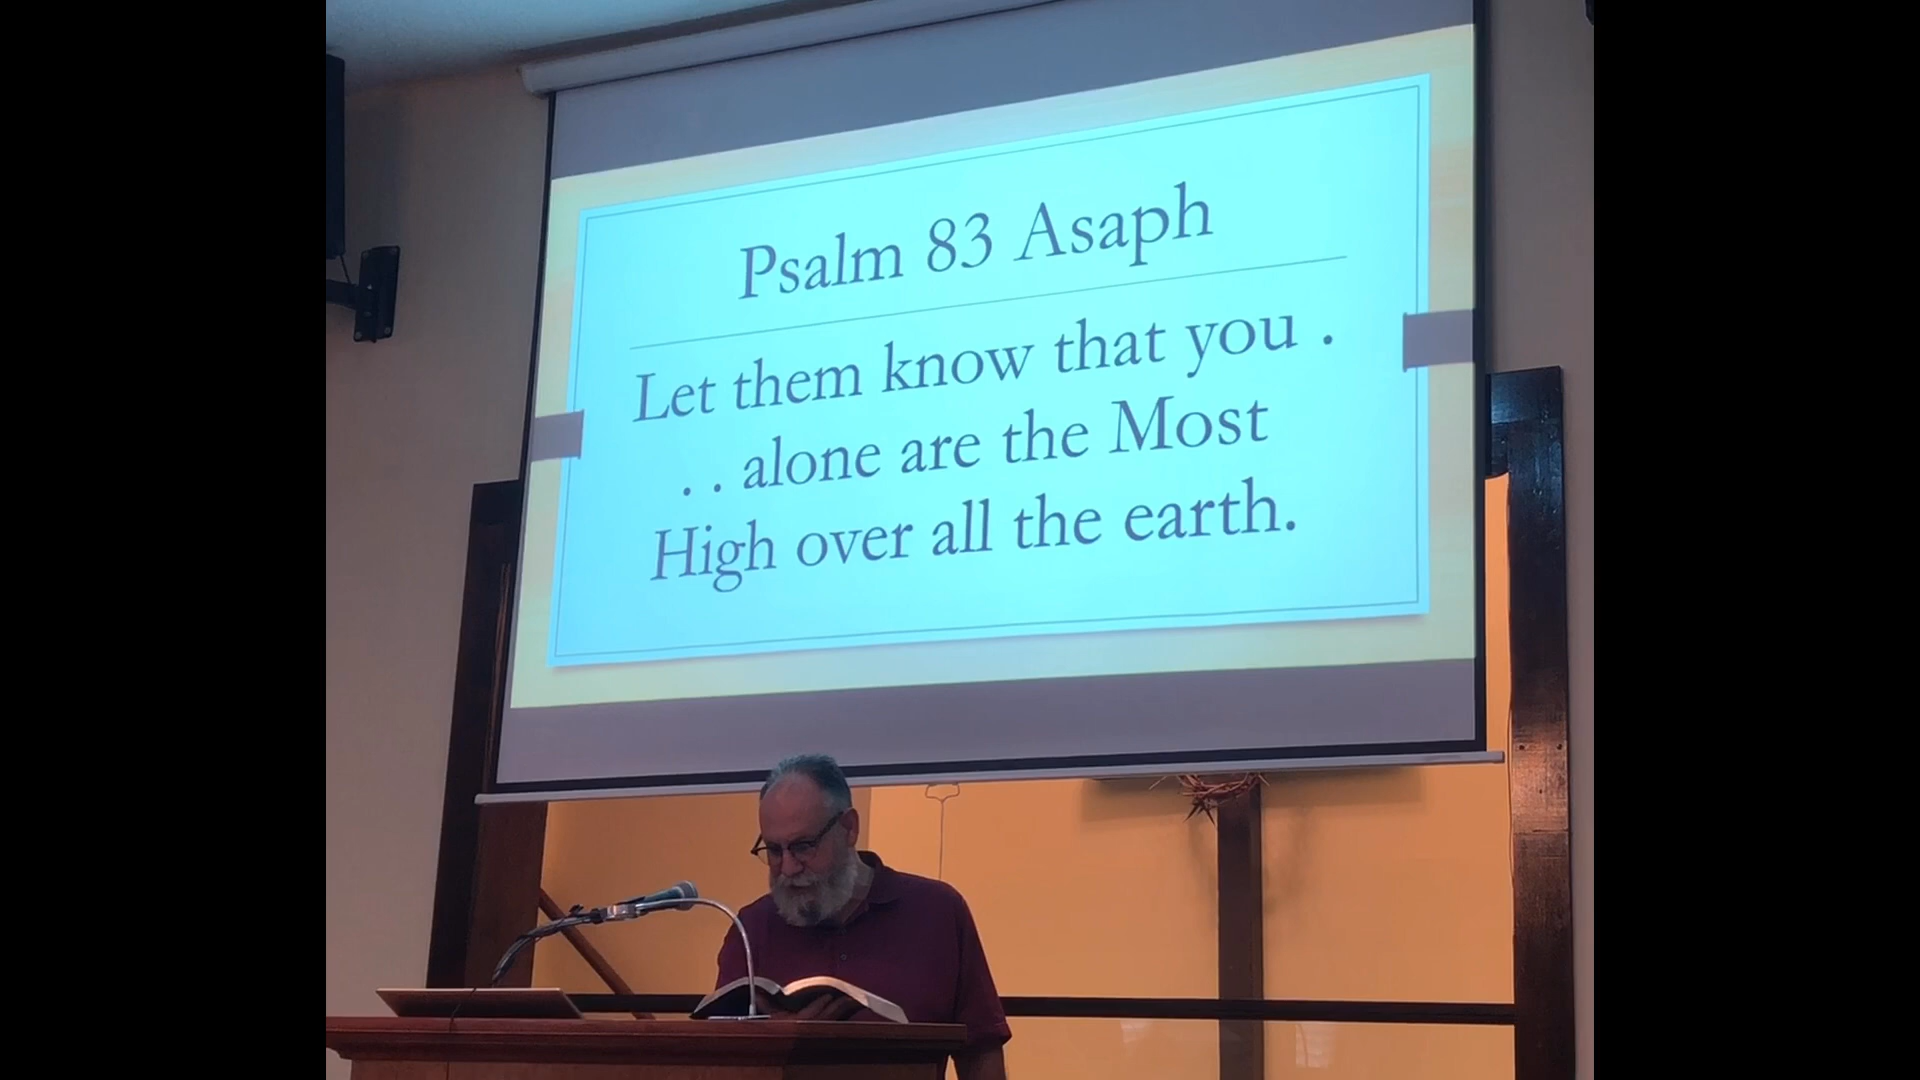 Psalm 83 Asaph
Let them know that you .
. . alone are the Most
High over all the earth.